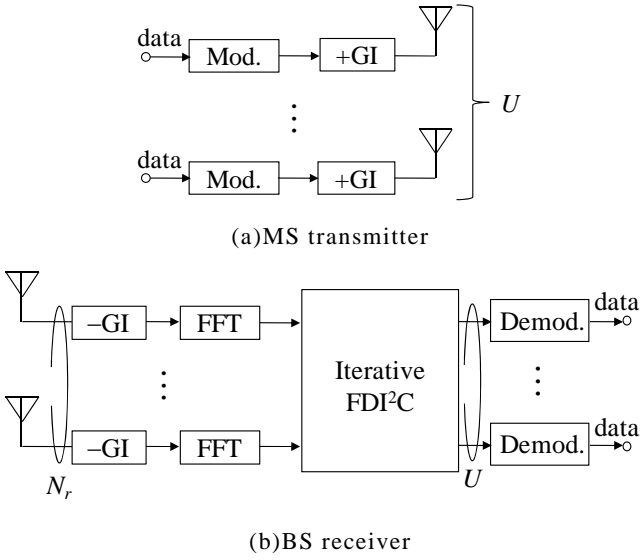 data
Mod.
+GI
⋮
U
data
Mod.
+GI
(a)MS transmitter
−GI
FFT
Iterative
FDI²C
Demod.
data
⋮
⋮
−GI
FFT
Demod.
data
Nr
U
(b)BS receiver